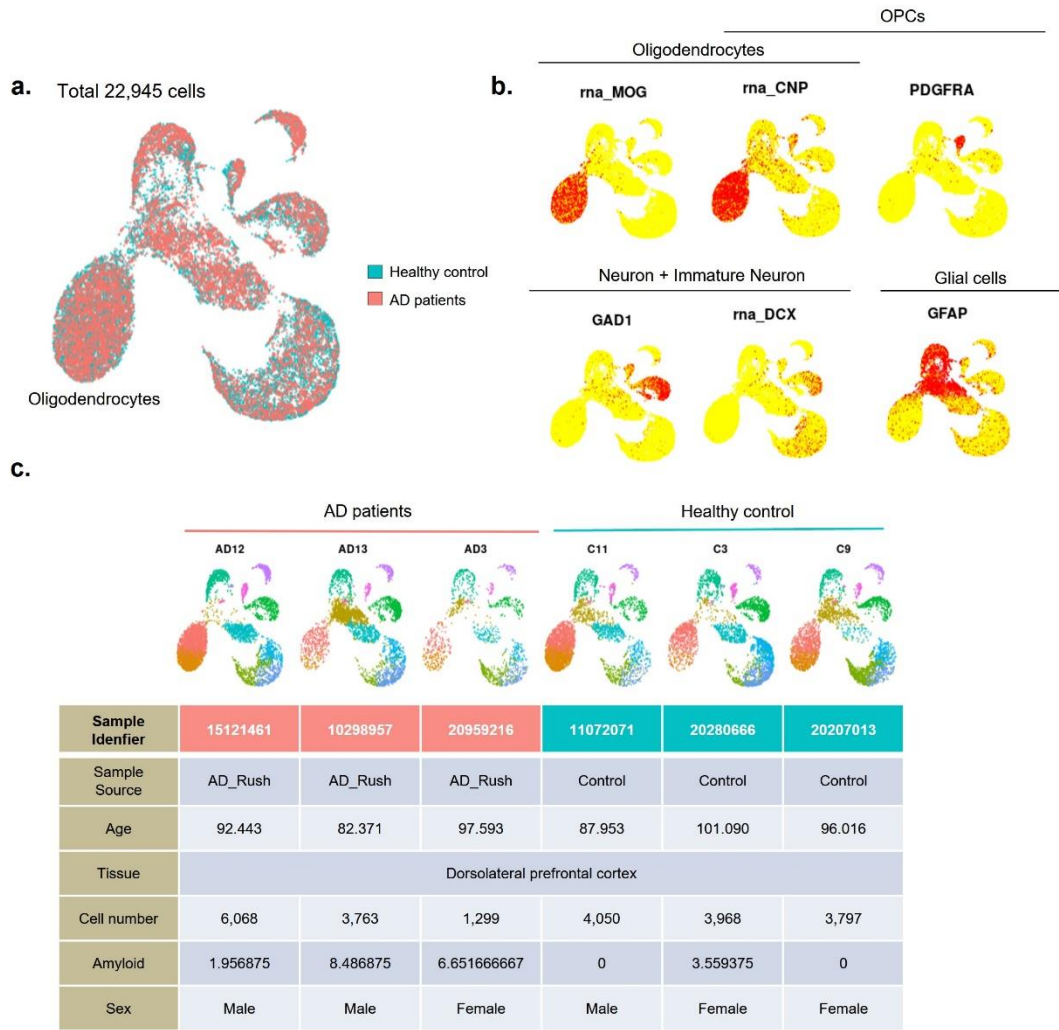 a.
Total 22,945 cells
Oligodendrocytes
Healthy control
AD patients
b.
OPCs
Oligodendrocytes
rna_MOG
rna_CNP
PDGFRA
Neuron + Immature Neuron
Glial cells
GAD1
rna_DCX
GFAP
c.
AD patients
Healthy control
AD12
AD13
AD3
C11
C3
C9
Sample
Idenfier
15121461
10298957
20959216
11072071
20280666
20207013
Sample
Source
AD_Rush
AD_Rush
AD_Rush
Control
Control
Control
Age
92.443
82.371
97.593
87.953
101.090
96.016
Tissue
Dorsolateral prefrontal cortex
Cell number
6,068
3,763
1,299
4,050
3,968
3,797
Amyloid
1.956875
8.486875
6.651666667
0
3.559375
0
Sex
Male
Male
Female
Male
Female
Female